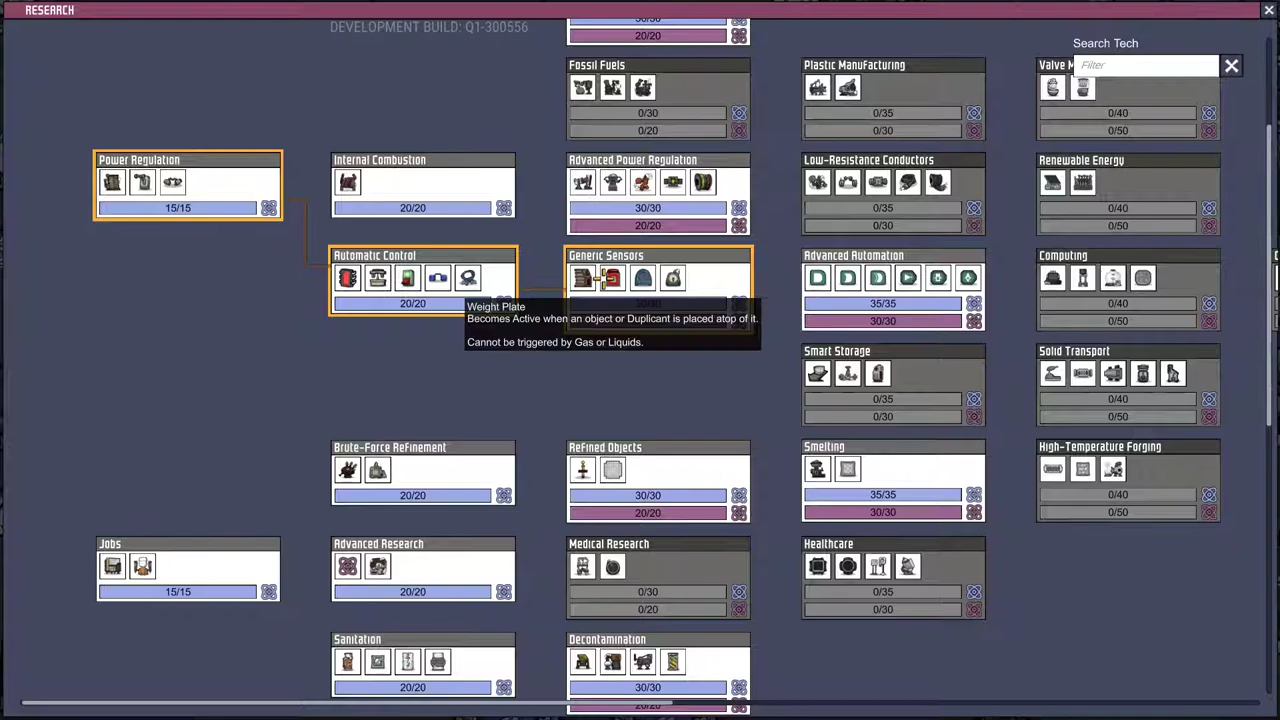 RESEARCH
DEVELOPMENT BUILD: Q1-300556
20/20
Search Tech
Filter
Fossil Fuels
0/30
0/20
Plastic Manufacturing
0/35
0/30
Valve M
0/40
0/50
Power Regulation
15/15
Internal Combustion
20/20
Advanced Power Regulation
30/30
20/20
Low-Resistance Conductors
0/35
0/30
Renewable Energy
0/40
0/50
Automatic Control
20/20
Generic Sensors
Weight Plate
Becomes Active when an object or Duplicant is placed atop of it.
Cannot be triggered by Gas or Liquids.
Advanced Automation
35/35
30/30
Computing
0/40
0/50
Smart Storage
0/35
0/30
Solid Transport
0/40
0/50
Brute-Force Refinement
20/20
Refined Objects
30/30
20/20
Smelting
35/35
30/30
High-Temperature Forging
0/40
0/50
Jobs
15/15
Advanced Research
20/20
Medical Research
0/30
0/20
Healthcare
0/35
0/30
Sanitation
20/20
Decontamination
30/30
20/20